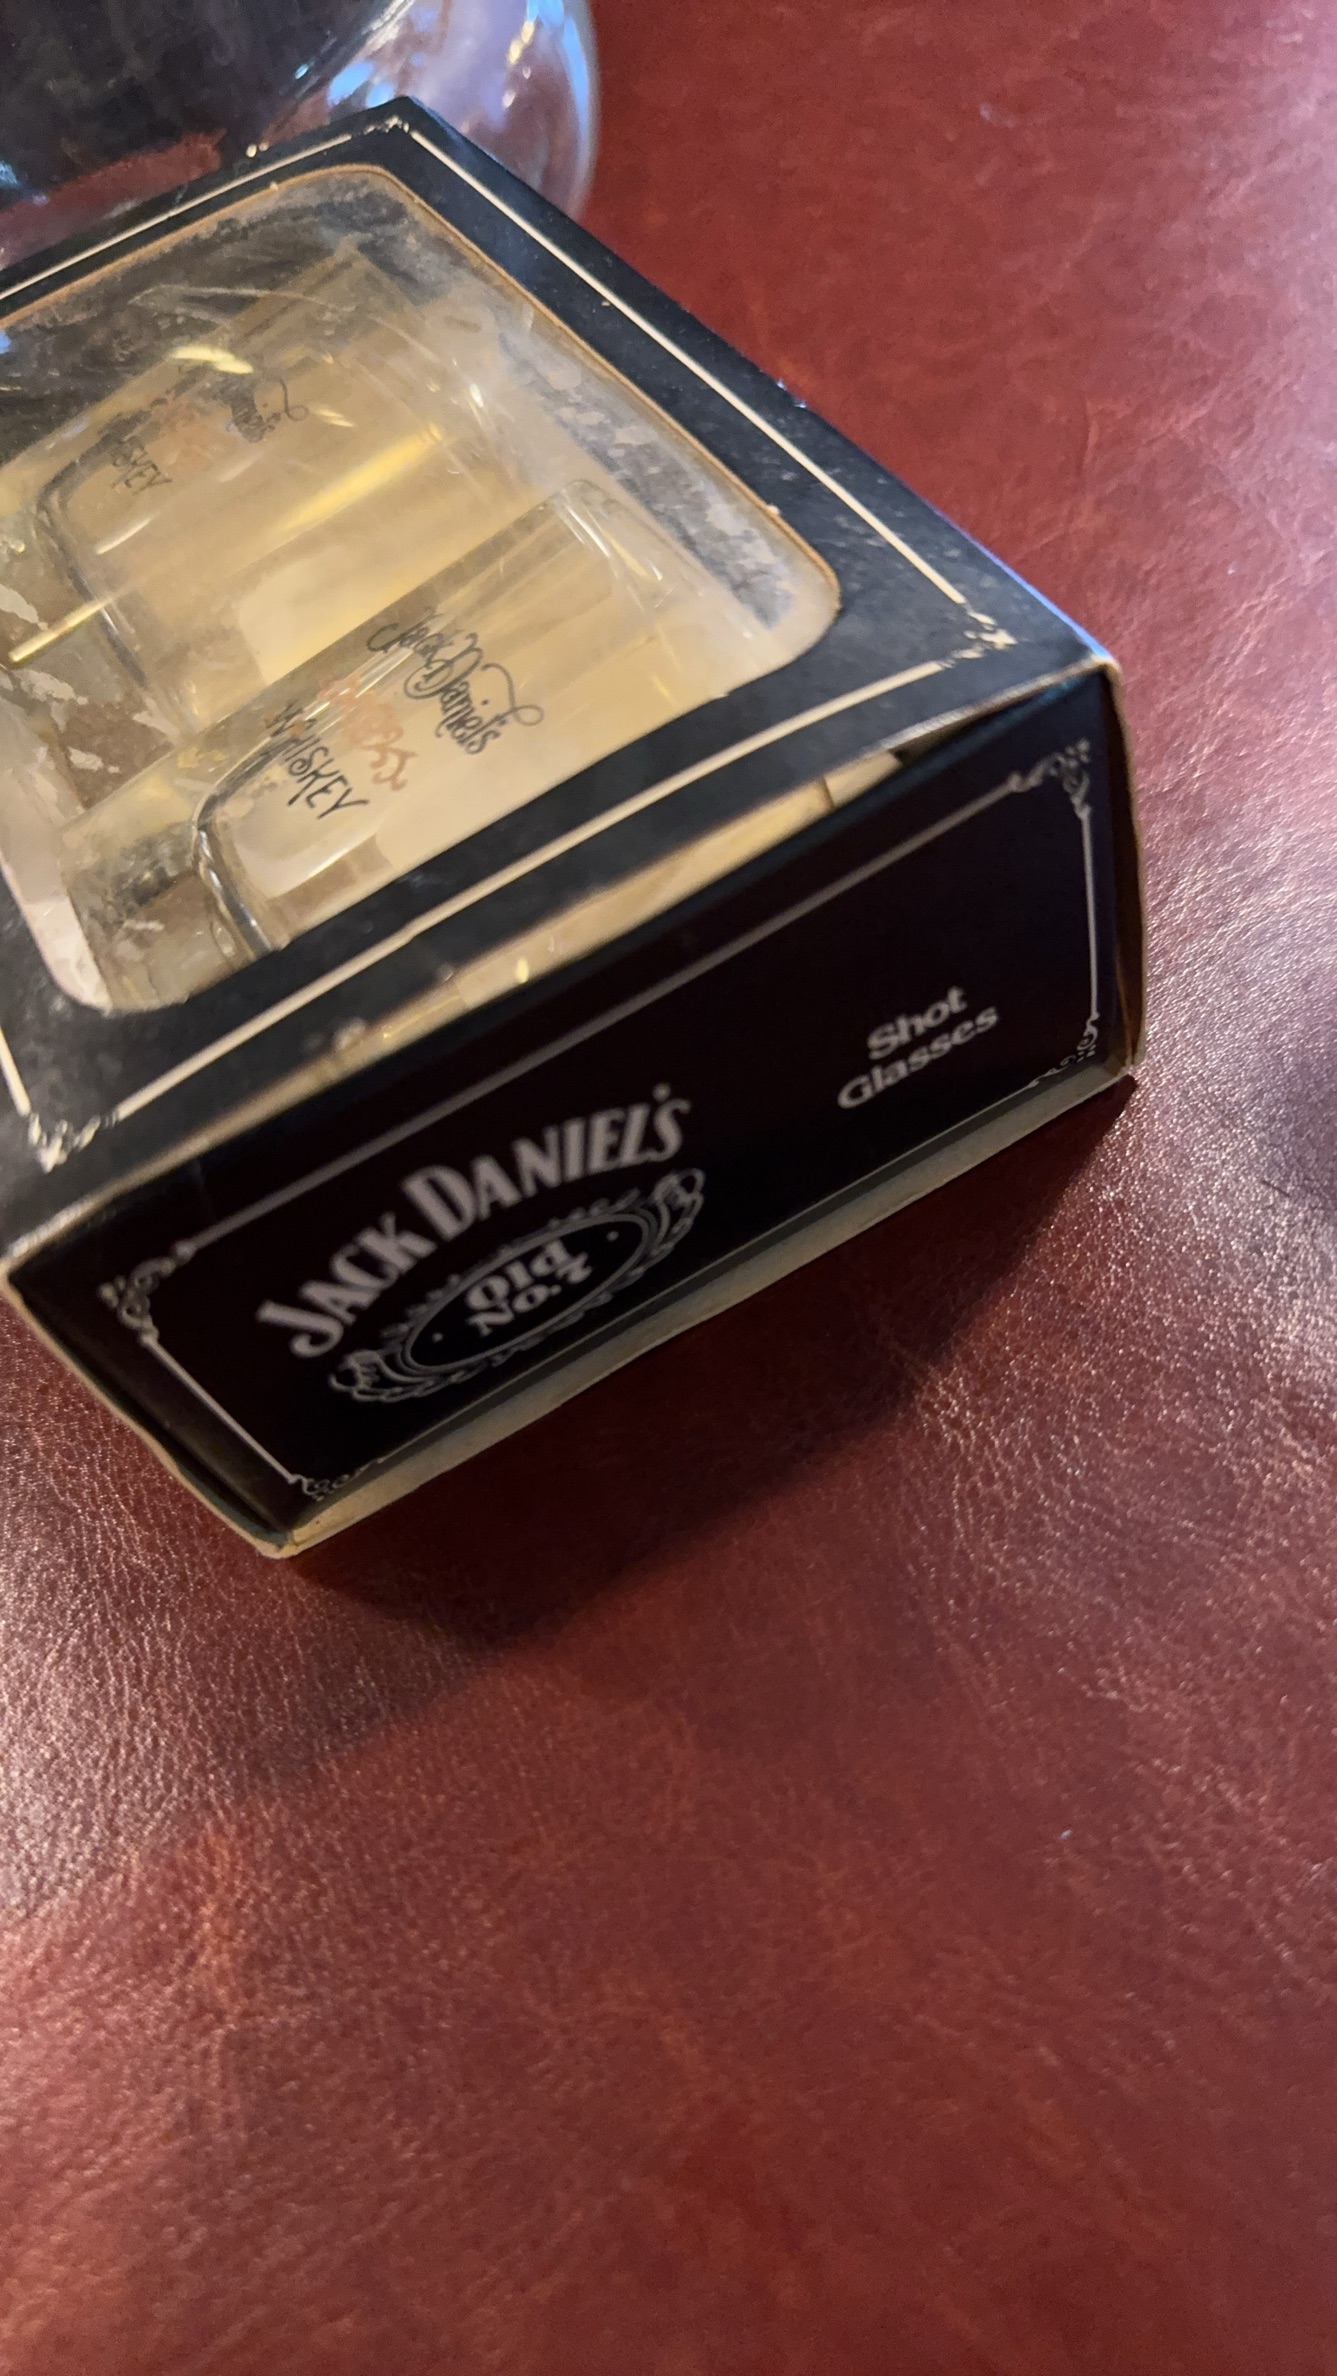 Jack Daniel's
WHISKEY
Jack Daniel's
WHISKEY
JACK DANIEL'S
Old
No. 7
Shot
Glasses